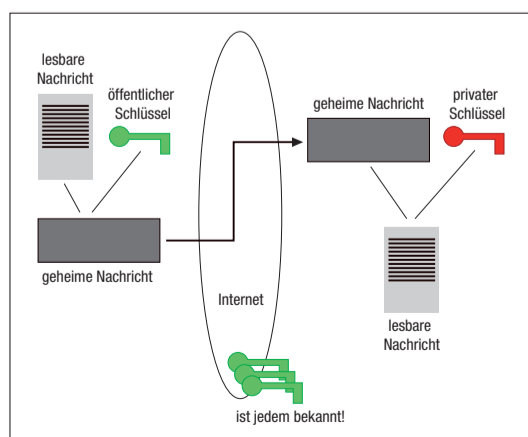 lesbare
Nachricht
öffentlicher
Schlüssel
geheime Nachricht
Internet
ist jedem bekannt!
geheime Nachricht
privater
Schlüssel
lesbare
Nachricht